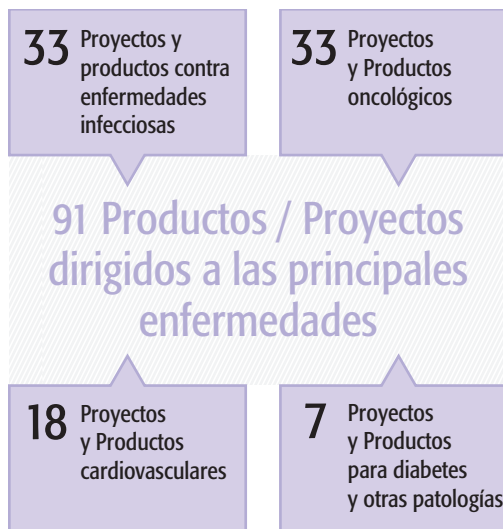 33 Proyectos y
productos contra
enfermedades
infecciosas
33 Proyectos
y Productos
oncológicos
91 Productos / Proyectos
dirigidos a las principales
enfermedades
18 Proyectos
y Productos
cardiovasculares
7 Proyectos
y Productos
para diabetes
y otras patologías